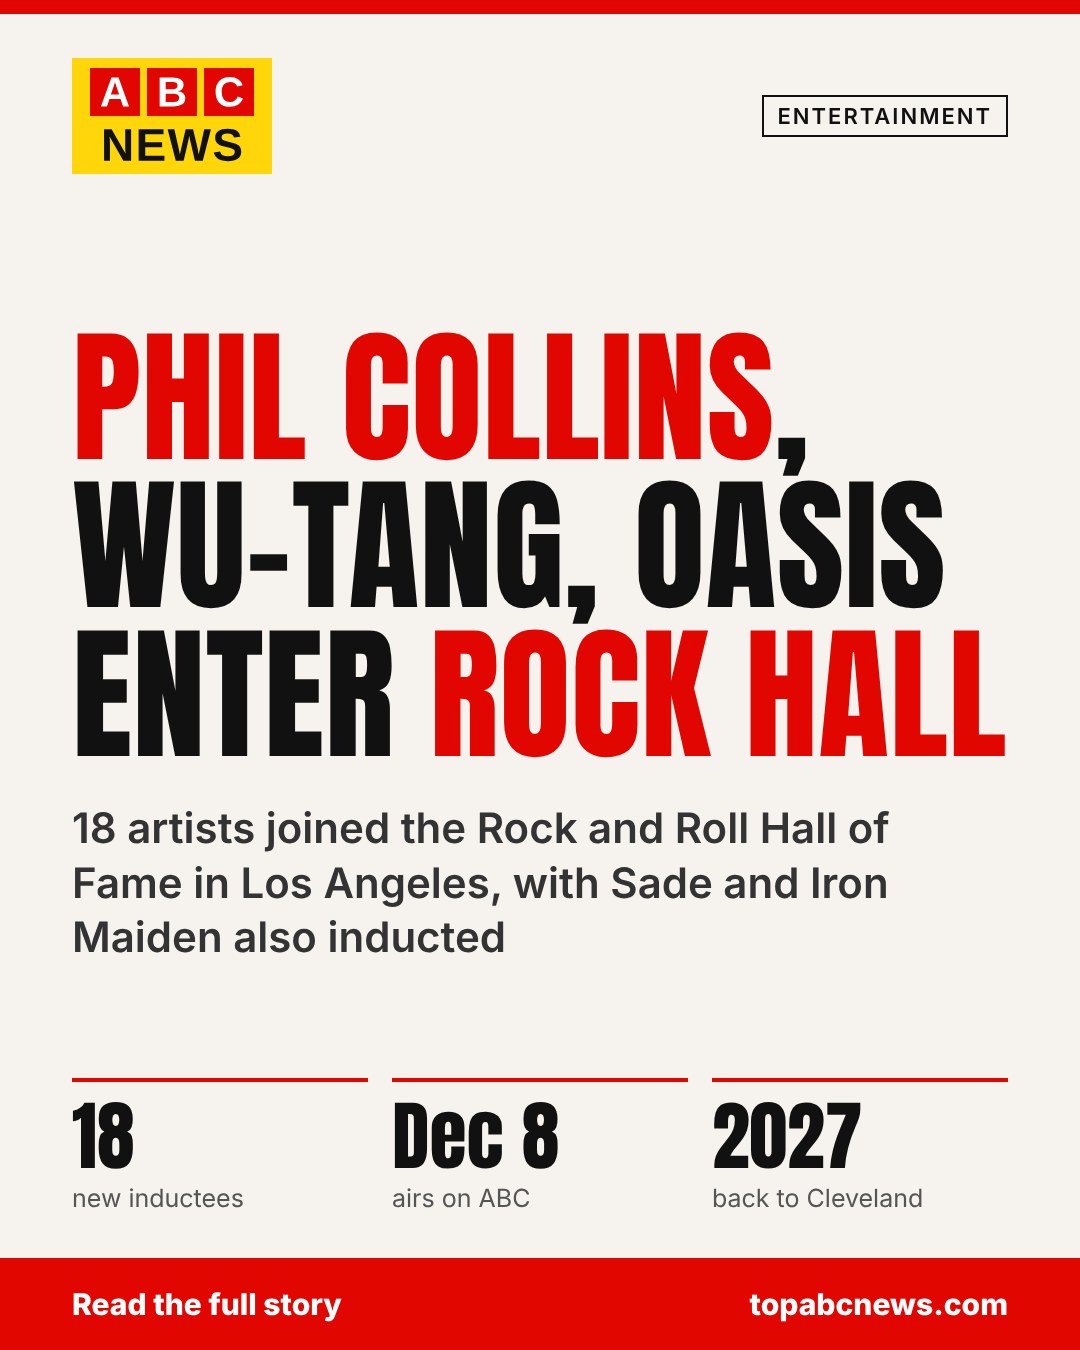 ABC
NEWS
ENTERTAINMENT
PHIL COLLINS,
WU-TANG, OASIS
ENTER ROCK HALL
18 artists joined the Rock and Roll Hall of
Fame in Los Angeles, with Sade and Iron
Maiden also inducted
18
new inductees
Dec 8
airs on ABC
2027
back to Cleveland
Read the full story
topabcnews.com